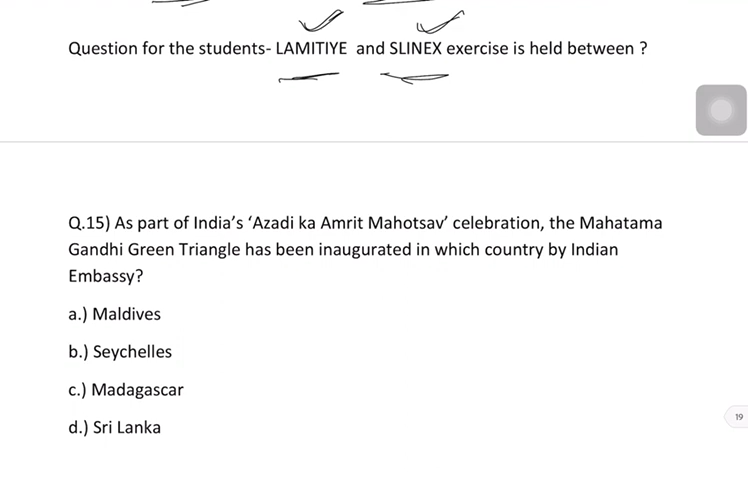 Question for the students- LAMITIYE and SLINEX exercise is held between ?
Q.15) As part of India's 'Azadi ka Amrit Mahotsav' celebration, the Mahatama
Gandhi Green Triangle has been inaugurated in which country by Indian
Embassy?
a.) Maldives
b.) Seychelles
c.) Madagascar
d.) Sri Lanka
19